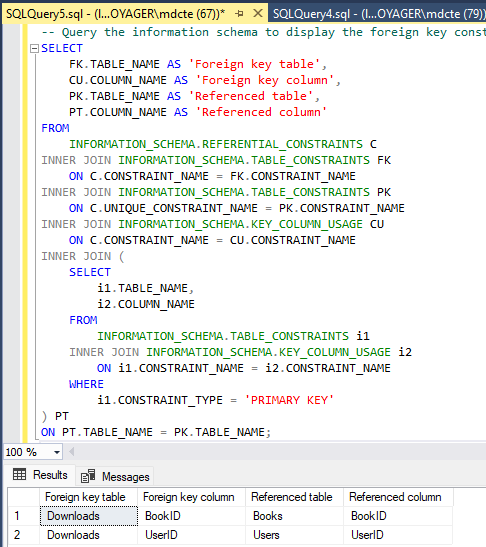 SQLQuery5.sql - (l...OYAGER\mdcte (67))* SQLQuery4.sql - (l...OYAGER\mdcte (79))
-- Query the information schema to display the foreign key const
SELECT
FK.TABLE_NAME AS 'Foreign key table',
CU.COLUMN_NAME AS 'Foreign key column',
PK.TABLE_NAME AS 'Referenced table',
PT.COLUMN_NAME AS 'Referenced column'
FROM
INFORMATION_SCHEMA.REFERENTIAL_CONSTRAINTS C
INNER JOIN INFORMATION_SCHEMA.TABLE_CONSTRAINTS FK
ON C.CONSTRAINT_NAME = FK.CONSTRAINT_NAME
INNER JOIN INFORMATION_SCHEMA.TABLE_CONSTRAINTS PK
ON C.UNIQUE_CONSTRAINT_NAME = PK.CONSTRAINT_NAME
INNER JOIN INFORMATION_SCHEMA.KEY_COLUMN_USAGE CU
ON C.CONSTRAINT_NAME = CU.CONSTRAINT_NAME
INNER JOIN (
SELECT
i1.TABLE_NAME,
i2.COLUMN_NAME
FROM
INFORMATION_SCHEMA.TABLE_CONSTRAINTS i1
INNER JOIN INFORMATION_SCHEMA.KEY_COLUMN_USAGE i2
ON i1.CONSTRAINT_NAME = i2.CONSTRAINT_NAME
WHERE
i1.CONSTRAINT_TYPE = 'PRIMARY KEY'
) PT
ON PT.TABLE_NAME = PK.TABLE_NAME;
100 %
Results Messages
Foreign key table Foreign key column Referenced table Referenced column
1 Downloads BookID Books BookID
2 Downloads UserID Users UserID